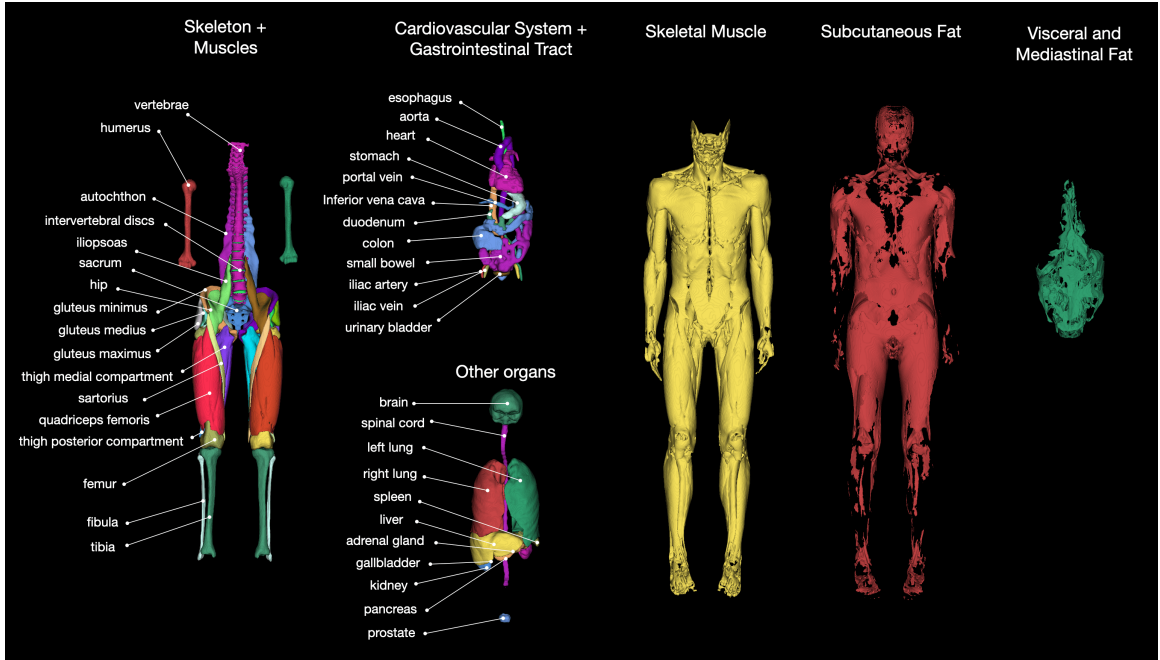 Skeleton +
Muscles
vertebrae
humerus
autochthon
intervertebral discs
iliopsoas
sacrum
hip
gluteus minimus
gluteus medius
gluteus maximus
thigh medial compartment
sartorius
quadriceps femoris
thigh posterior compartment
femur
fibula
tibia
Cardiovascular System +
Gastrointestinal Tract
esophagus
aorta
heart
stomach
portal vein
Inferior vena cava
duodenum
colon
small bowel
iliac artery
iliac vein
urinary bladder
Other organs
brain
spinal cord
left lung
right lung
spleen
liver
adrenal gland
gallbladder
kidney
pancreas
prostate
Skeletal Muscle
Subcutaneous Fat
Visceral and
Mediastinal Fat